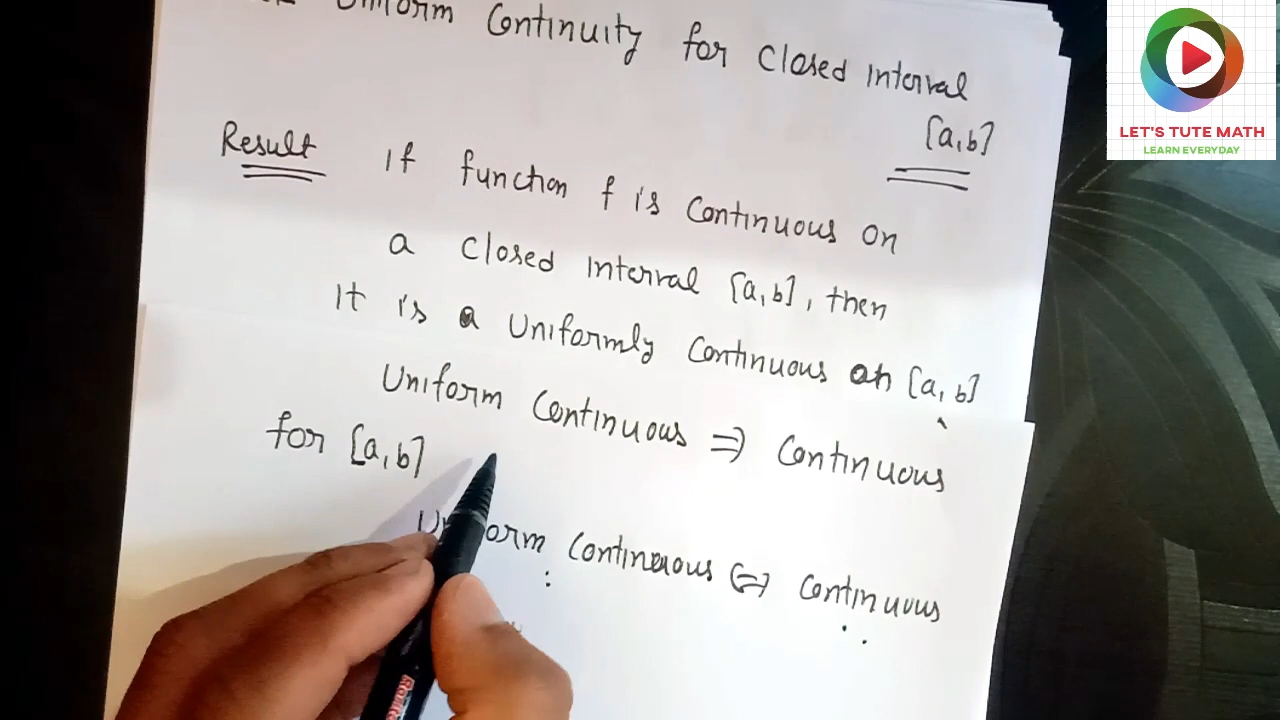 Uniform Continuity for Closed Interval
[a,b]
Result If function f is Continuous on
a Closed Interval [a,b], then
It is a Uniformly Continuous on [a, b]
Uniform Continuous ⇒ Continuous
for [a,b]
Uniform Continuous ⇔ Continuous
LET'S TUTE MATH
LEARN EVERYDAY